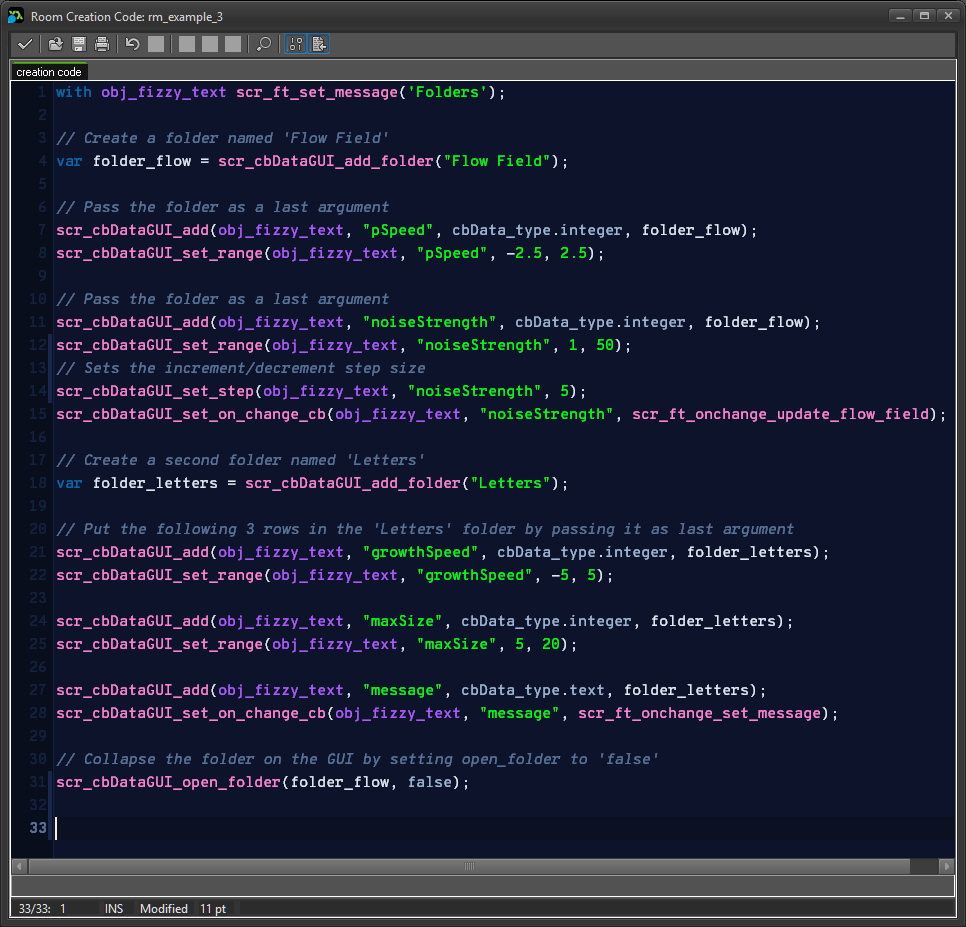 Room Creation Code: rm_example_3
creation code
1 with obj_fizzy_text scr_ft_set_message('Folders');
2
3 // Create a folder named 'Flow Field'
4 var folder_flow = scr_cbDataGUI_add_folder("Flow Field");
5
6 // Pass the folder as a last argument
7 scr_cbDataGUI_add(obj_fizzy_text, "pSpeed", cbData_type.integer, folder_flow);
8 scr_cbDataGUI_set_range(obj_fizzy_text, "pSpeed", -2.5, 2.5);
9
10 // Pass the folder as a last argument
11 scr_cbDataGUI_add(obj_fizzy_text, "noiseStrength", cbData_type.integer, folder_flow);
12 scr_cbDataGUI_set_range(obj_fizzy_text, "noiseStrength", 1, 50);
13 // Sets the increment/decrement step size
14 scr_cbDataGUI_set_step(obj_fizzy_text, "noiseStrength", 5);
15 scr_cbDataGUI_set_on_change_cb(obj_fizzy_text, "noiseStrength", scr_ft_onchange_update_flow_field);
16
17 // Create a second folder named 'Letters'
18 var folder_letters = scr_cbDataGUI_add_folder("Letters");
19
20 // Put the following 3 rows in the 'Letters' folder by passing it as last argument
21 scr_cbDataGUI_add(obj_fizzy_text, "growthSpeed", cbData_type.integer, folder_letters);
22 scr_cbDataGUI_set_range(obj_fizzy_text, "growthSpeed", -5, 5);
23
24 scr_cbDataGUI_add(obj_fizzy_text, "maxSize", cbData_type.integer, folder_letters);
25 scr_cbDataGUI_set_range(obj_fizzy_text, "maxSize", 5, 20);
26
27 scr_cbDataGUI_add(obj_fizzy_text, "message", cbData_type.text, folder_letters);
28 scr_cbDataGUI_set_on_change_cb(obj_fizzy_text, "message", scr_ft_onchange_set_message);
29
30 // Collapse the folder on the GUI by setting open_folder to 'false'
31 scr_cbDataGUI_open_folder(folder_flow, false);
32
33
33/33: 1 INS Modified 11 pt